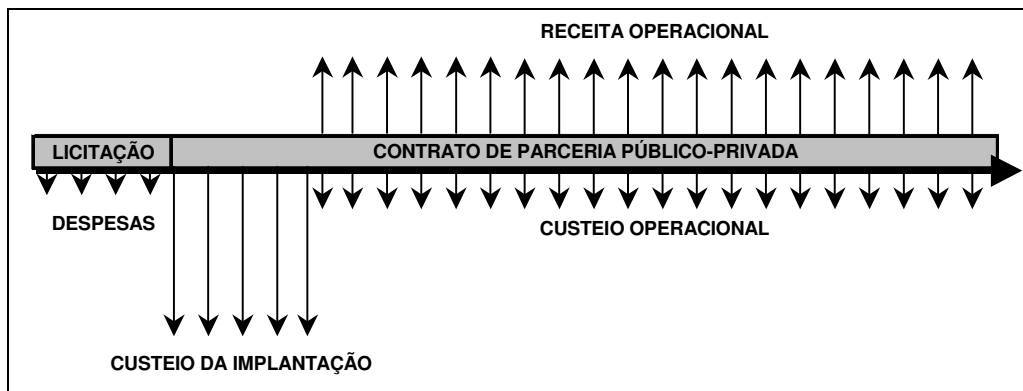 RECEITA OPERACIONAL
LICITAÇÃO
CONTRATO DE PARCERIA PÚBLICO-PRIVADA
DESPESAS
CUSTEIO OPERACIONAL
CUSTEIO DA IMPLANTAÇÃO